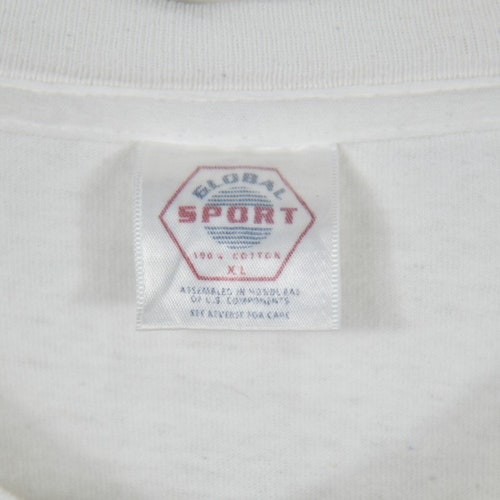 GLOBAL
SPORT
100% COTTON
XL
ASSEMBLED IN HONDURAS
OF U.S. COMPONENTS
SEE REVERSE FOR CARE